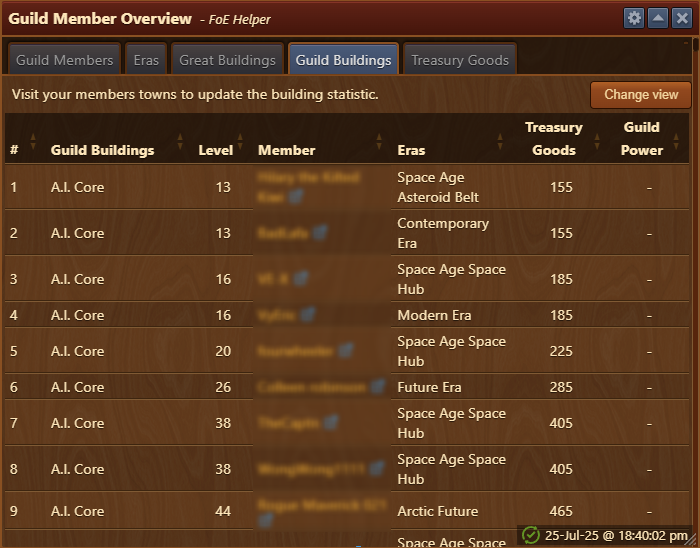 Guild Member Overview - FoE Helper
Guild Members Eras Great Buildings Guild Buildings Treasury Goods
Visit your members towns to update the building statistic. Change view
# Guild Buildings Level Member Eras Treasury Goods Guild Power
1 A.I. Core 13 Space Age Asteroid Belt 155 -
2 A.I. Core 13 Contemporary Era 155 -
3 A.I. Core 16 Space Age Space Hub 185 -
4 A.I. Core 16 Modern Era 185 -
5 A.I. Core 20 Space Age Space Hub 225 -
6 A.I. Core 26 Future Era 285 -
7 A.I. Core 38 Space Age Space Hub 405 -
8 A.I. Core 38 Space Age Space Hub 405 -
9 A.I. Core 44 Arctic Future 465 -
Space Age Space
25-Jul-25 @ 18:40:02 pm